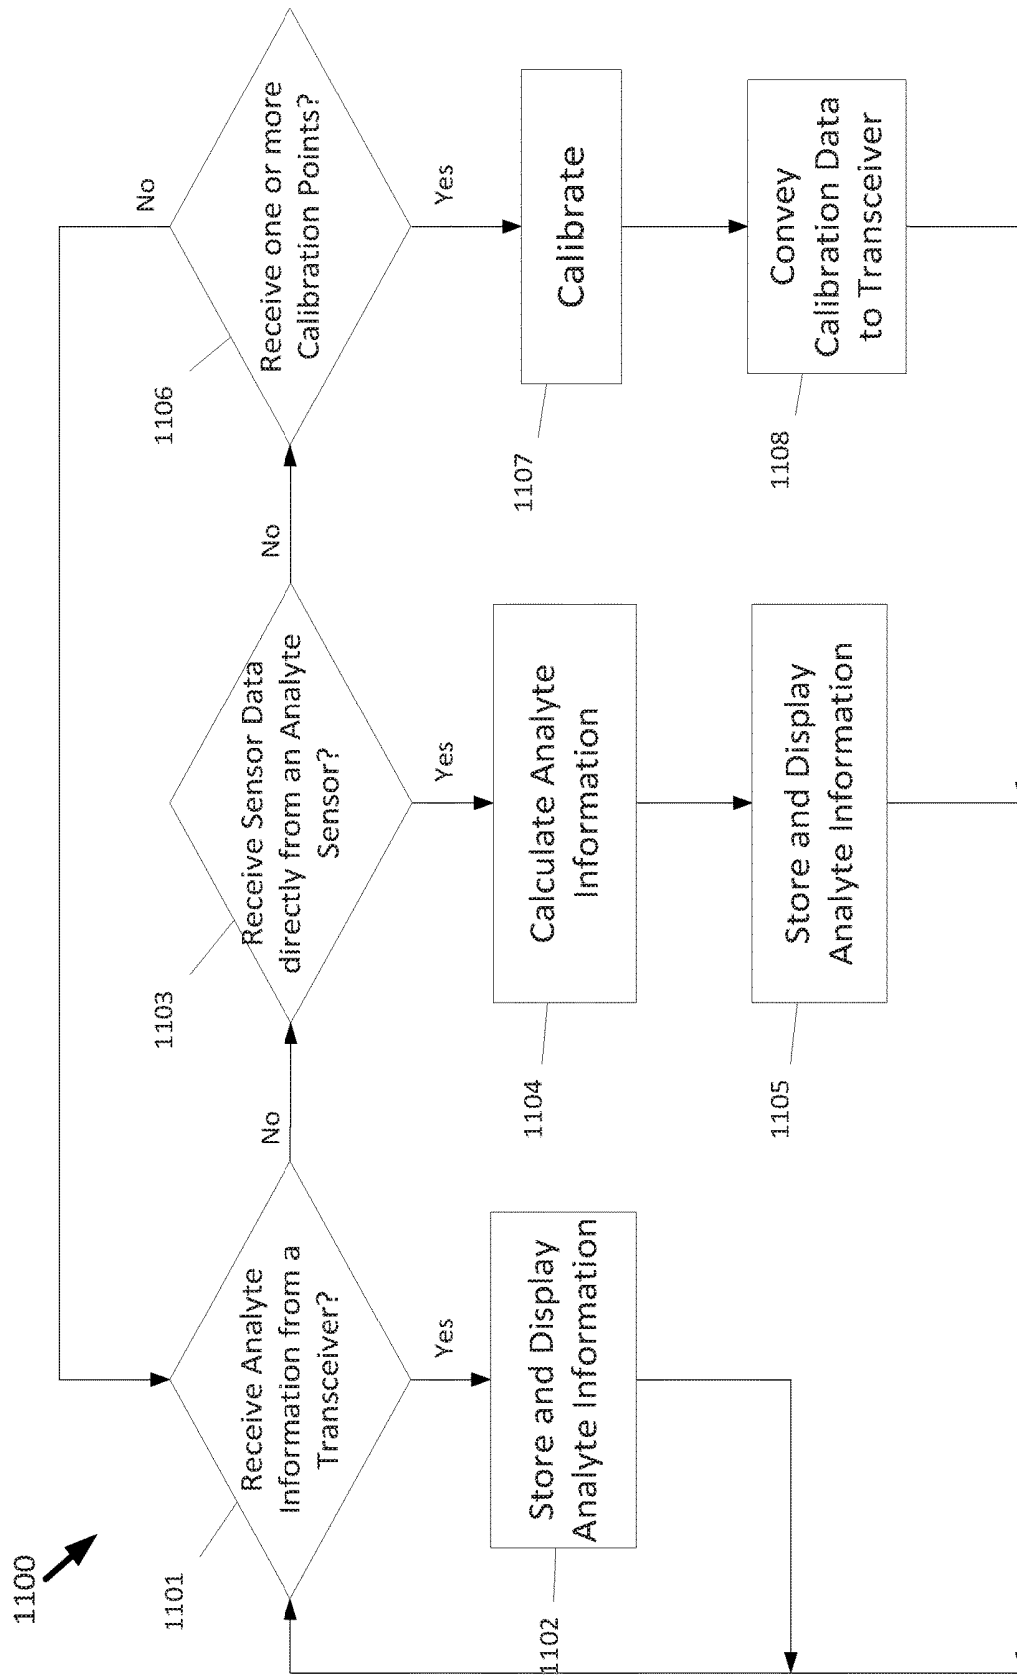 1100
1101
Receive Analyte
Information from a
Transceiver?
No
Yes
1102
Store and Display
Analyte Information
1103
Receive Sensor Data
directly from an Analyte
Sensor?
No
Yes
1104
Calculate Analyte
Information
1105
Store and Display
Analyte Information
1106
Receive one or more
Calibration Points?
No
Yes
1107
Calibrate
1108
Convey
Calibration Data
to Transceiver